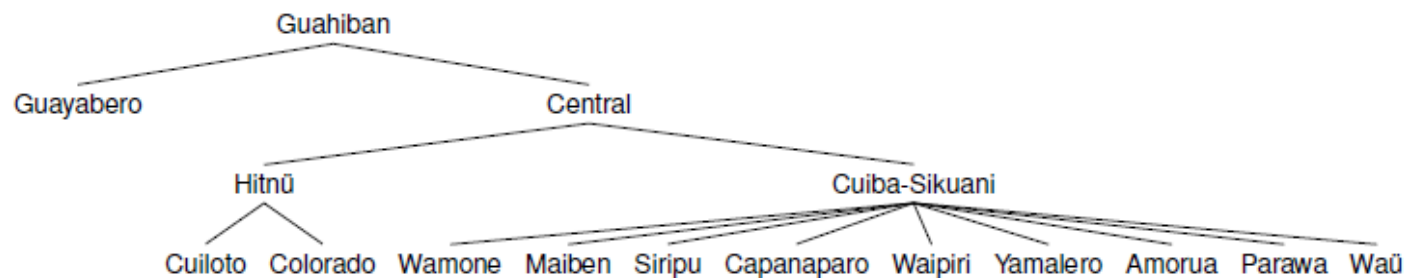 Guahiban
Guayabero Central
Hitnü Cuiba-Sikuani
Cuiloto Colorado Wamone Maiben Siripu Capanaparo Waipiri Yamalero Amorua Parawa Waü